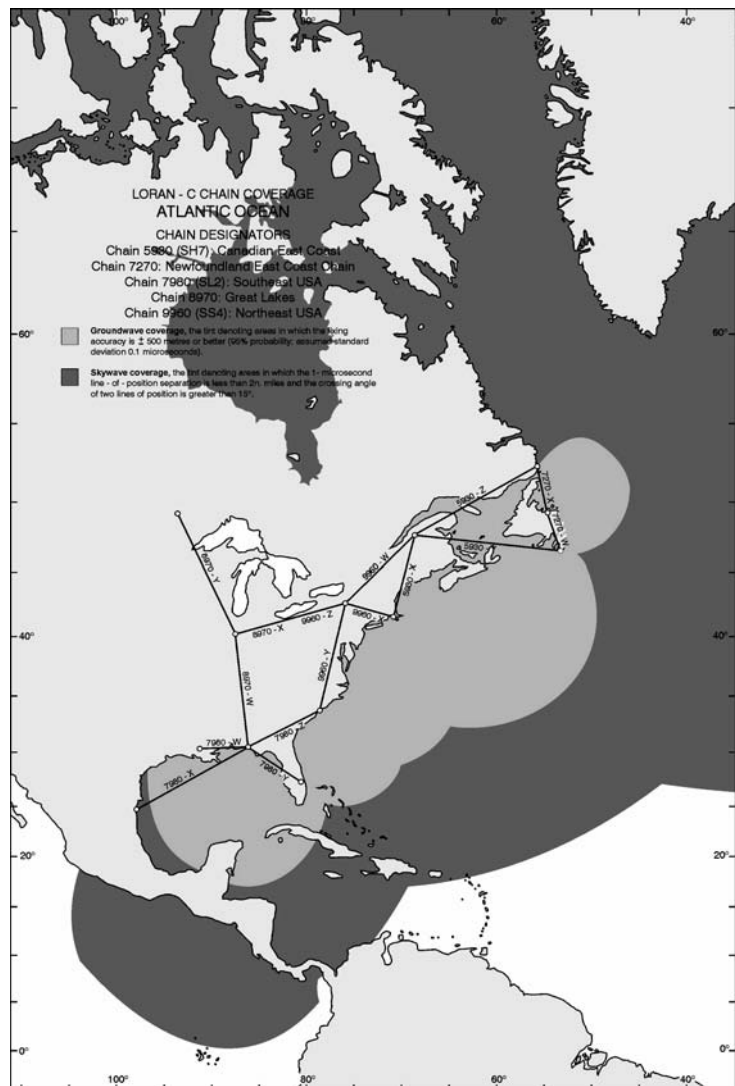 100° 80° 60° 40°
LORAN - C CHAIN COVERAGE
ATLANTIC OCEAN
CHAIN DESIGNATORS
Chain 5930 (SH7): Canadian East Coast
Chain 7270: Newfoundland East Coast Chain
Chain 7980 (SL2): Southeast USA
Chain 8970: Great Lakes
Chain 9960 (SS4): Northeast USA
60° 60°
Groundwave coverage, the tint denoting areas in which the fixing
accuracy is ± 500 metres or better (95% probability: assumed standard
deviation 0.1 microseconds).
Skywave coverage, the tint denoting areas in which the 1- microsecond
line - of - position separation is less than 2n. miles and the crossing angle
of two lines of position is greater than 15°.
5930 - Z
7270 - X
7270 - W
5930 -
9960 - W
5930 - X
8970 - Y
9960 - X
8970 - X
9960 - Z
40° 40°
9960 - Y
8970 - W
7980 - Z
7980 - W
7980 - Y
7980 - X
20° 20°
0° 0°
100° 80° 60° 40°